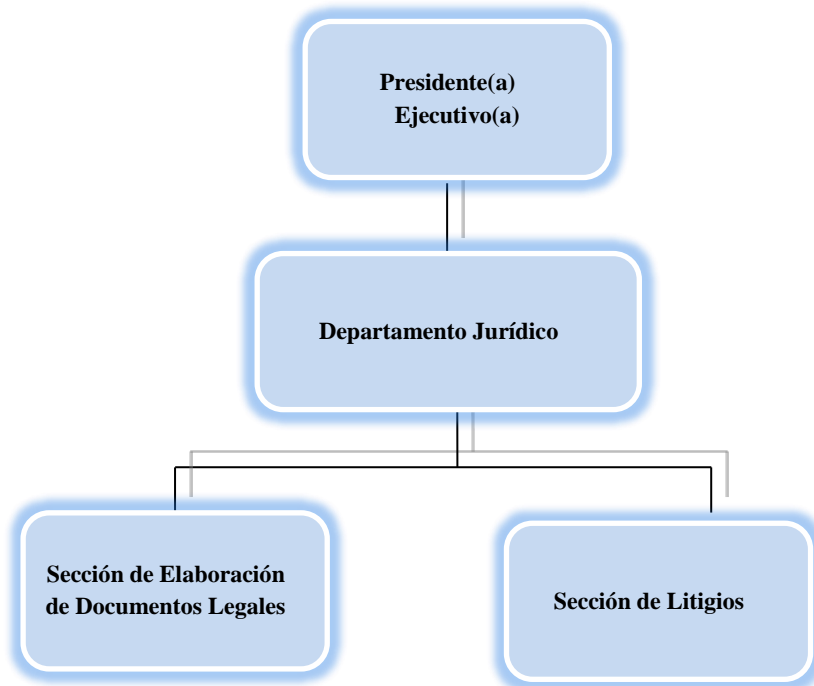 Presidente(a)
Ejecutivo(a)
Departamento Jurídico
Sección de Elaboración
de Documentos Legales
Sección de Litigios